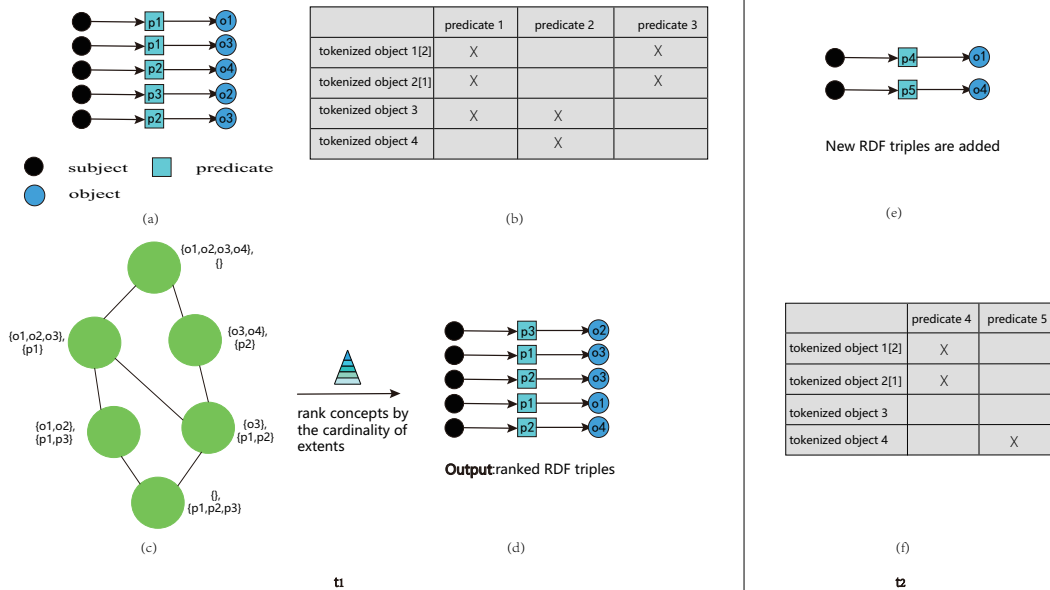 p1 o1
p1 o3
p2 o4
p3 o2
p2 o3
subject predicate
object
(a)
predicate 1 predicate 2 predicate 3
tokenized object 1[2] X X
tokenized object 2[1] X X
tokenized object 3 X X
tokenized object 4 X
(b)
{o1,o2,o3,o4},
{}
{o1,o2,o3},
{p1}
{o3,o4},
{p2}
{o1,o2},
{p1,p3}
{o3},
{p1,p2}
{},
{p1,p2,p3}
(c)
rank concepts by
the cardinality of
extents
p3 o2
p1 o3
p2 o3
p1 o1
p2 o4
Output:ranked RDF triples
(d)
t1
p4 o1
p5 o4
New RDF triples are added
(e)
predicate 4 predicate 5
tokenized object 1[2] X
tokenized object 2[1] X
tokenized object 3
tokenized object 4 X
(f)
t2